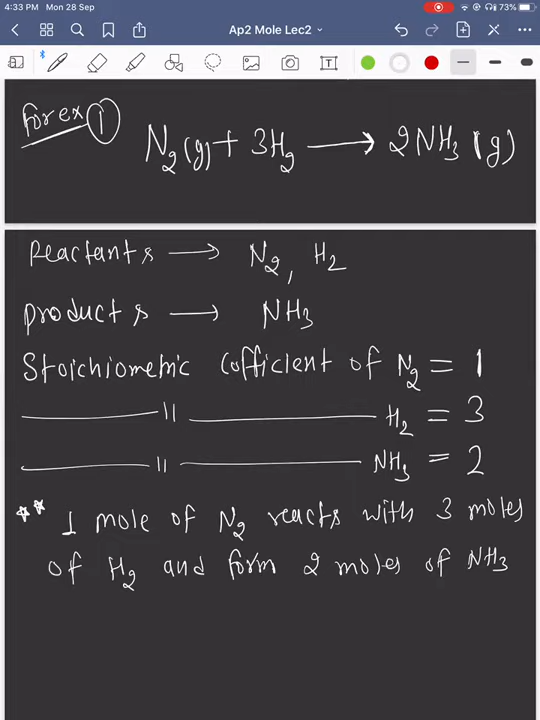 4:33 PM Mon 28 Sep 73%
Ap2 Mole Lec2
T
For ex 1
N2(g) + 3H2 → 2NH3 (g)
Reactants → N2, H2
products → NH3
Stoichiometric cofficient of N2 = 1
—— 11 —— H2 = 3
—— 11 —— NH3 = 2
** 1 mole of N2 reacts with 3 moles
of H2 and form 2 moles of NH3